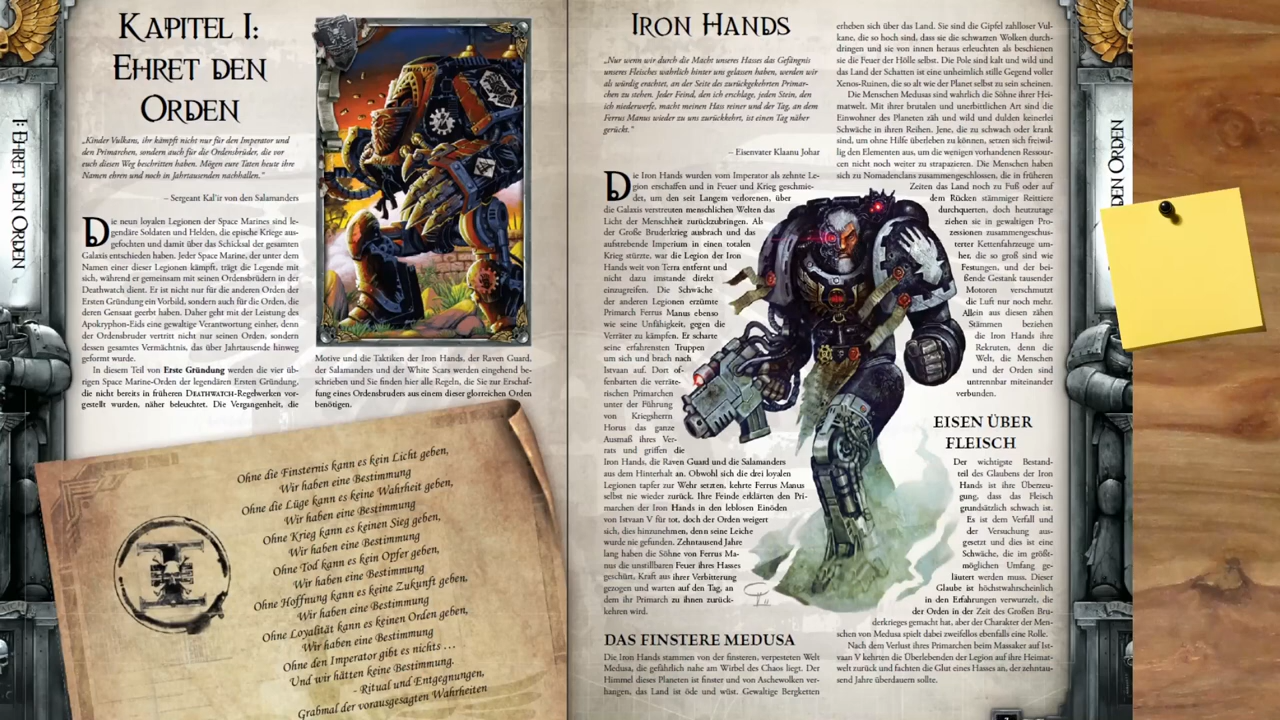 I: Ehret den Orden
Kapitel I:
Ehret den
Orden
„Kinder Vulkans, ihr kämpft nicht nur für den Imperator und
den Primarchen, sondern auch für die Ordensbrüder, die vor
euch diesen Weg beschritten haben. Mögen eure Taten heute ihre
Namen ehren und noch in Jahrtausenden nachhallen.“
– Sergeant Kal'ir von den Salamanders
Die neun loyalen Legionen der Space Marines sind le-
gendäre Soldaten und Helden, die epische Kriege aus-
gefochten und damit über das Schicksal der gesamten
Galaxis entschieden haben. Jeder Space Marine, der unter dem
Namen einer dieser Legionen kämpft, trägt die Legende mit
sich, während er gemeinsam mit seinen Ordensbrüdern in der
Deathwatch dient. Er ist nicht nur für die anderen Orden der
Ersten Gründung ein Vorbild, sondern auch für die Orden, die
deren Gensaat geerbt haben. Daher geht mit der Leistung des
Apokryphon-Eids eine gewaltige Verantwortung einher, denn
der Ordensbruder vertritt nicht nur seinen Orden, sondern
dessen gesamtes Vermächtnis, das über Jahrtausende hinweg
geformt wurde.
In diesem Teil von Erste Gründung werden die vier üb-
rigen Space Marine-Orden der legendären Ersten Gründung,
die nicht bereits in früheren Deathwatch-Regelwerken vor-
gestellt wurden, näher beleuchtet. Die Vergangenheit, die
Motive und die Taktiken der Iron Hands, der Raven Guard,
der Salamanders und der White Scars werden eingehend be-
schrieben und Sie finden hier alle Regeln, die Sie zur Erschaf-
fung eines Ordensbruders aus einem dieser glorreichen Orden
benötigen.
Ohne die Finsternis kann es kein Licht geben,
Wir haben eine Bestimmung
Ohne die Lüge kann es keine Wahrheit geben,
Wir haben eine Bestimmung
Ohne Krieg kann es keinen Sieg geben,
Wir haben eine Bestimmung
Ohne Tod kann es kein Opfer geben,
Wir haben eine Bestimmung
Ohne Hoffnung kann es keine Zukunft geben,
Wir haben eine Bestimmung
Ohne Loyalität kann es keinen Orden geben,
Wir haben eine Bestimmung
Ohne den Imperator gibt es nichts …
Und wir hätten keine Bestimmung.
- Ritual und Entgegnungen,
Grabmal der vorausgesagten Wahrheiten
Iron Hands
„Nur wenn wir durch die Macht unseres Hasses das Gefängnis
unseres Fleisches wahrlich hinter uns gelassen haben, werden wir
als würdig erachtet, an der Seite des zurückgekehrten Primar-
chen zu stehen. Jeder Feind, den ich erschlage, jeden Stein, den
ich niederwerfe, macht meinen Hass reiner und der Tag, an dem
Ferrus Manus wieder zu uns zurückkehrt, ist einen Tag näher
gerückt.“
– Eisenvater Klaanu Johar
Die Iron Hands wurden vom Imperator als zehnte Le-
gion erschaffen und in Feuer und Krieg geschmie-
det, um den seit Langem verlorenen, über
die Galaxis verstreuten menschlichen Welten das
Licht der Menschheit zurückzubringen. Als
der Große Bruderkrieg ausbrach und das
aufstrebende Imperium in einen totalen
Krieg stürzte, war die Legion der Iron
Hands weit von Terra entfernt und
nicht dazu imstande direkt
einzugreifen. Die Schwäche
der anderen Legionen erzürnte
Primarch Ferrus Manus ebenso
wie seine Unfähigkeit, gegen die
Verräter zu kämpfen. Er scharte
seine erfahrensten Truppen
um sich und brach nach
Istvaan auf. Dort of-
fenbarten die verräte-
rischen Primarchen
unter der Führung
von Kriegsherrn
Horus das ganze
Ausmaß ihres Ver-
rats und griffen die
Iron Hands, die Raven Guard und die Salamanders
aus dem Hinterhalt an. Obwohl sich die drei loyalen
Legionen tapfer zur Wehr setzten, kehrte Ferrus Manus
selbst nie wieder zurück. Ihre Feinde erklärten den Pri-
marchen der Iron Hands in den leblosen Einöden
von Istvaan V für tot, doch der Orden weigert
sich, dies hinzunehmen, denn seine Leiche
wurde nie gefunden. Zehntausend Jahre
lang haben die Söhne von Ferrus Ma-
nus die unstillbaren Feuer ihres Hasses
geschürt, Kraft aus ihrer Verbitterung
gezogen und warten auf den Tag, an
dem ihr Primarch zu ihnen zurück-
kehren wird.
Das finstere Medusa
Die Iron Hands stammen von der finsteren, verpesteten Welt
Medusa, die gefährlich nahe am Wirbel des Chaos liegt. Der
Himmel dieses Planeten ist finster und von Aschewolken ver-
hangen, das Land ist öde und wüst. Gewaltige Bergketten
erheben sich über das Land. Sie sind die Gipfel zahlloser Vul-
kane, die so hoch sind, dass sie die schwarzen Wolken durch-
dringen und sie von innen heraus erleuchten als beschienen
sie die Feuer der Hölle selbst. Die Pole sind kalt und wild und
das Land der Schatten ist eine unheimlich stille Gegend voller
Xenos-Ruinen, die so alt wie der Planet selbst zu sein scheinen.
Die Menschen Medusas sind wahrlich die Söhne ihrer Hei-
matwelt. Mit ihrer brutalen und unerbittlichen Art sind die
Einwohner des Planeten zäh und wild und dulden keinerlei
Schwäche in ihren Reihen. Jene, die zu schwach oder krank
sind, um ohne Hilfe überleben zu können, setzen sich freiwil-
lig den Elementen aus, um die wenigen vorhandenen Ressour-
cen nicht noch weiter zu strapazieren. Die Menschen haben
sich zu Nomadenclans zusammengeschlossen, die in früheren
Zeiten das Land noch zu Fuß oder auf
dem Rücken stämmiger Reittiere
durchquerten, doch heutzutage
ziehen sie in gewaltigen Pro-
zessionen zusammengeschus-
terter Kettenfahrzeuge um-
her, die so groß sind wie
Festungen, und der bei-
ßende Gestank tausender
Motoren verschmutzt
die Luft nur noch mehr.
Allein aus diesen zähen
Stämmen beziehen
die Iron Hands ihre
Rekruten, denn die
Welt, die Menschen
und der Orden sind
untrennbar miteinander
verbunden.
Eisen über
Fleisch
Der wichtigste Bestand-
teil des Glaubens der Iron
Hands ist ihre Überzeu-
gung, dass das Fleisch
grundsätzlich schwach ist.
Es ist dem Verfall und
der Versuchung aus-
gesetzt und dies ist eine
Schwäche, die im größt-
möglichen Umfang ge-
läutert werden muss. Dieser
Glaube ist höchstwahrscheinlich
in den Erfahrungen verwurzelt, die
der Orden in der Zeit des Großen Bru-
derkrieges gemacht hat, aber der Charakter der Men-
schen von Medusa spielt dabei zweifellos ebenfalls eine Rolle.
Nach dem Verlust ihres Primarchen beim Massaker auf Ist-
vaan V kehrten die Überlebenden der Legion auf ihre Heimat-
welt zurück und fachten die Glut eines Hasses an, der zehntau-
send Jahre überdauern sollte.